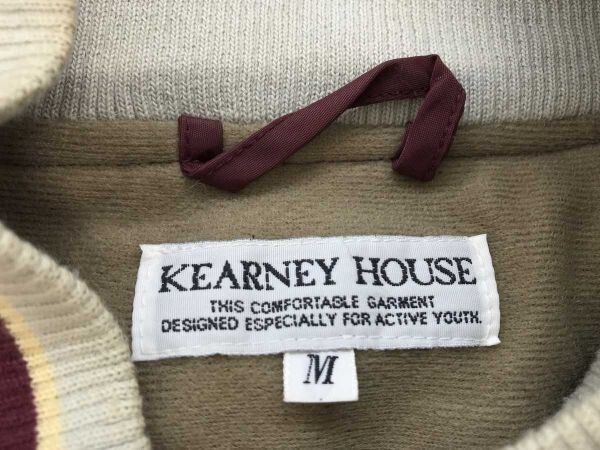 KEARNEY HOUSE
THIS COMFORTABLE GARMENT
DESIGNED ESPECIALLY FOR ACTIVE YOUTH.
M